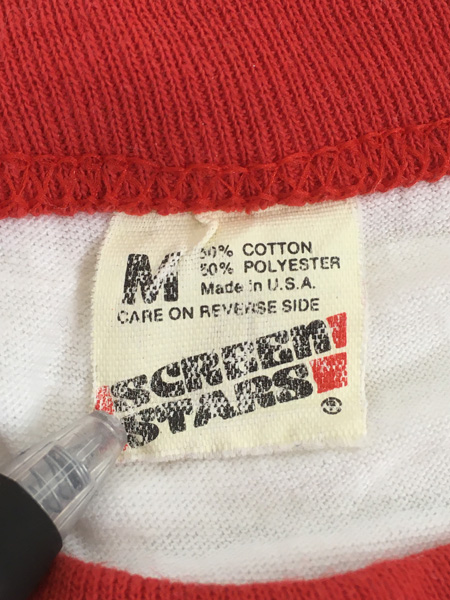 M
50% COTTON
50% POLYESTER
Made in U.S.A.
CARE ON REVERSE SIDE
SCREEN
STARS
®